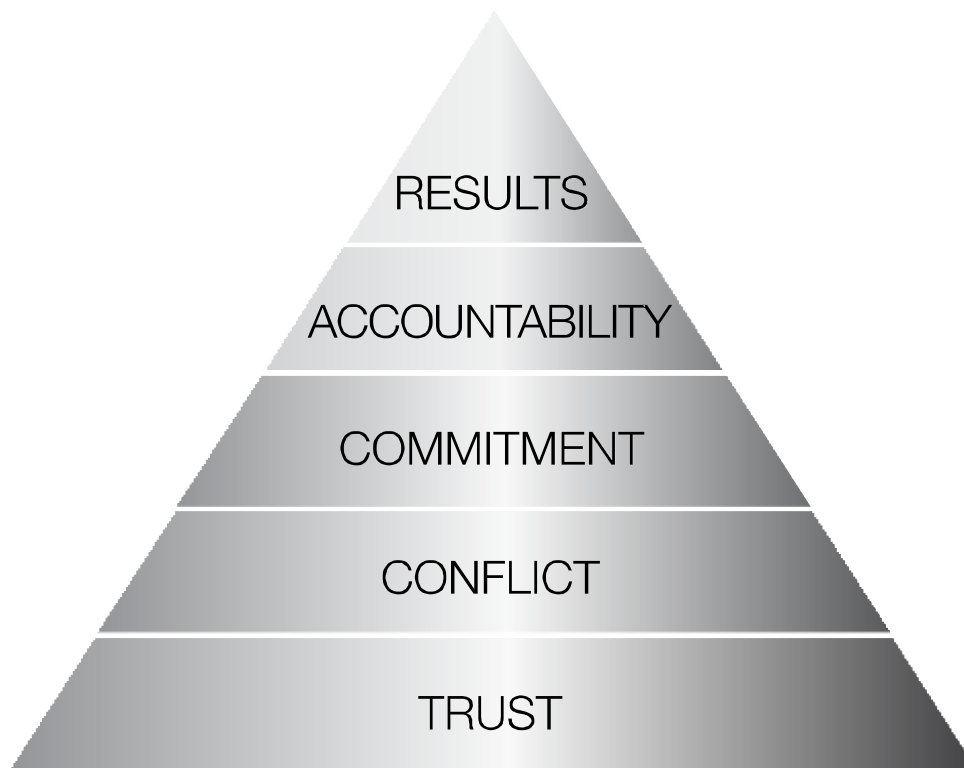 RESULTS
ACCOUNTABILITY
COMMITMENT
CONFLICT
TRUST